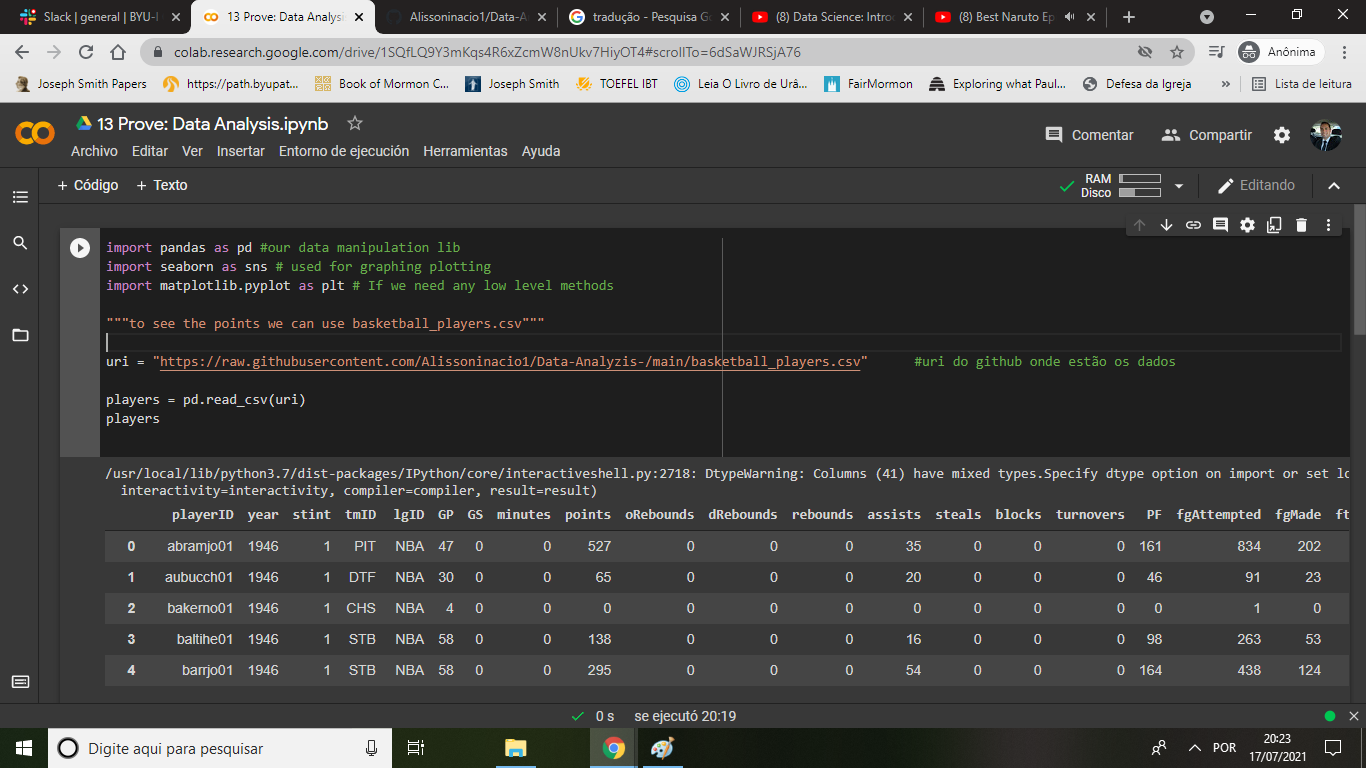 Slack | general | BYU-I
13 Prove: Data Analysis
Alissoninacio1/Data-A
tradução - Pesquisa Go
(8) Data Science: Introd
(8) Best Naruto Ep
colab.research.google.com/drive/1SQfLQ9Y3mKqs4R6xZcmW8nUkv7HiyOT4#scrollTo=6dSaWJRSjA76
Anônima
Joseph Smith Papers
https://path.byupat...
Book of Mormon C...
Joseph Smith
TOEFEL IBT
Leia O Livro de Urâ...
FairMormon
Exploring what Paul...
Defesa da Igreja
»
Lista de leitura
13 Prove: Data Analysis.ipynb
Comentar
Compartir
Archivo Editar Ver Insertar Entorno de ejecución Herramientas Ayuda
+ Código + Texto
RAM
Disco
Editando
import pandas as pd #our data manipulation lib
import seaborn as sns # used for graphing plotting
import matplotlib.pyplot as plt # If we need any low level methods
"""to see the points we can use basketball_players.csv"""
uri = "https://raw.githubusercontent.com/Alissoninacio1/Data-Analyzis-/main/basketball_players.csv" #uri do github onde estão os dados
players = pd.read_csv(uri)
players
/usr/local/lib/python3.7/dist-packages/IPython/core/interactiveshell.py:2718: DtypeWarning: Columns (41) have mixed types.Specify dtype option on import or set lo
interactivity=interactivity, compiler=compiler, result=result)
playerID year stint tmID lgID GP GS minutes points oRebounds dRebounds rebounds assists steals blocks turnovers PF fgAttempted fgMade ft
0 abramjo01 1946 1 PIT NBA 47 0 0 527 0 0 0 35 0 0 0 161 834 202
1 aubucch01 1946 1 DTF NBA 30 0 0 65 0 0 0 20 0 0 0 46 91 23
2 bakerno01 1946 1 CHS NBA 4 0 0 0 0 0 0 0 0 0 0 0 1 0
3 baltihe01 1946 1 STB NBA 58 0 0 138 0 0 0 16 0 0 0 98 263 53
4 barrjo01 1946 1 STB NBA 58 0 0 295 0 0 0 54 0 0 0 164 438 124
0 s se ejecutó 20:19
Digite aqui para pesquisar
POR
20:23
17/07/2021